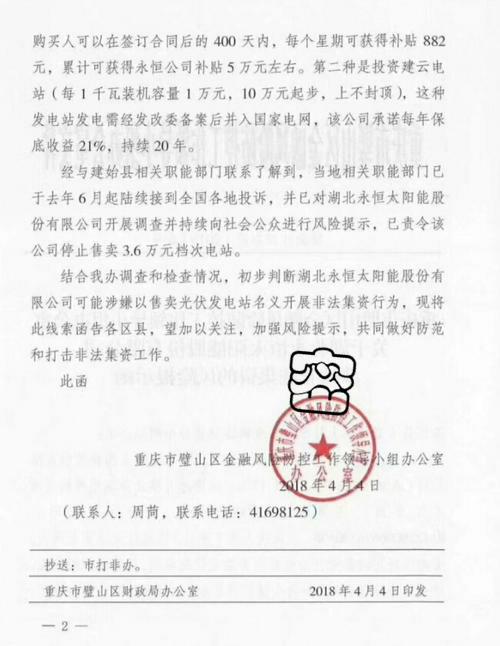 购买人可以在签订合同后的 400 天内，每个星期可获得补贴 882
元，累计可获得永恒公司补贴 5 万元左右。第二种是投资建云电
站（每 1 千瓦装机容量 1 万元，10 万元起步，上不封顶），这种
发电站发电需经发改委备案后并入国家电网，该公司承诺每年保
底收益 21%，持续 20 年。
经与建始县相关职能部门联系了解到，当地相关职能部门已
于去年 6 月起陆续接到全国各地投诉，并已对湖北永恒太阳能股
份有限公司开展调查并持续向社会公众进行风险提示，已责令该
公司停止售卖 3.6 万元档次电站。
结合我办调查和检查情况，初步判断湖北永恒太阳能股份有
限公司可能涉嫌以售卖光伏发电站名义开展非法集资行为，现将
此线索函告各区县，望加以关注，加强风险提示，共同做好防范
和打击非法集资工作。
此函
重庆市璧山区金融风险防控工作领导小组办公室
办公室
2018 年 4 月 4 日
（联系人：周茼，联系电话：41698125）
抄送：市打非办。
重庆市璧山区财政局办公室 2018 年 4 月 4 日印发
— 2 —